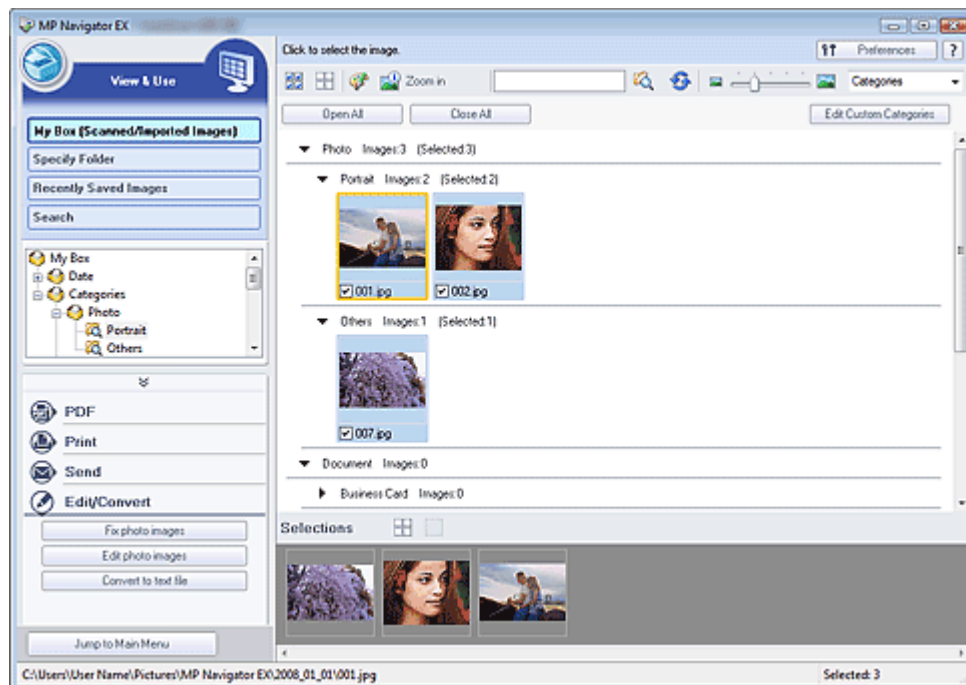 MP Navigator EX
View & Use
My Box (Scanned/Imported Images)
Specify Folder
Recently Saved Images
Search
My Box
Date
Categories
Photo
Portrait
Others
PDF
Print
Send
Edit/Convert
Fix photo images
Edit photo images
Convert to text file
Jump to Main Menu
Click to select the image.
Preferences
?
Zoom in
Categories
Open All
Close All
Edit Custom Categories
Photo Images:3 (Selected:3)
Portrait Images:2 (Selected:2)
001.jpg
002.jpg
Others Images:1 (Selected:1)
007.jpg
Document Images:0
Business Card Images:0
Selections
C:\Users\User Name\Pictures\MP Navigator EX\2008_01_01\001.jpg
Selected: 3